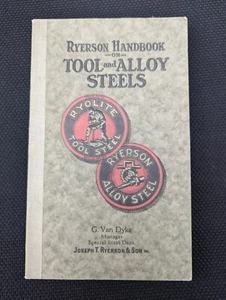 RYERSON HANDBOOK
ON
TOOL and ALLOY
STEELS
RYOLITE
TOOL STEEL
RYERSON
ALLOY STEEL
G. Van Dyke
Manager
Special Steel Dept.
JOSEPH T. RYERSON & SON INC.